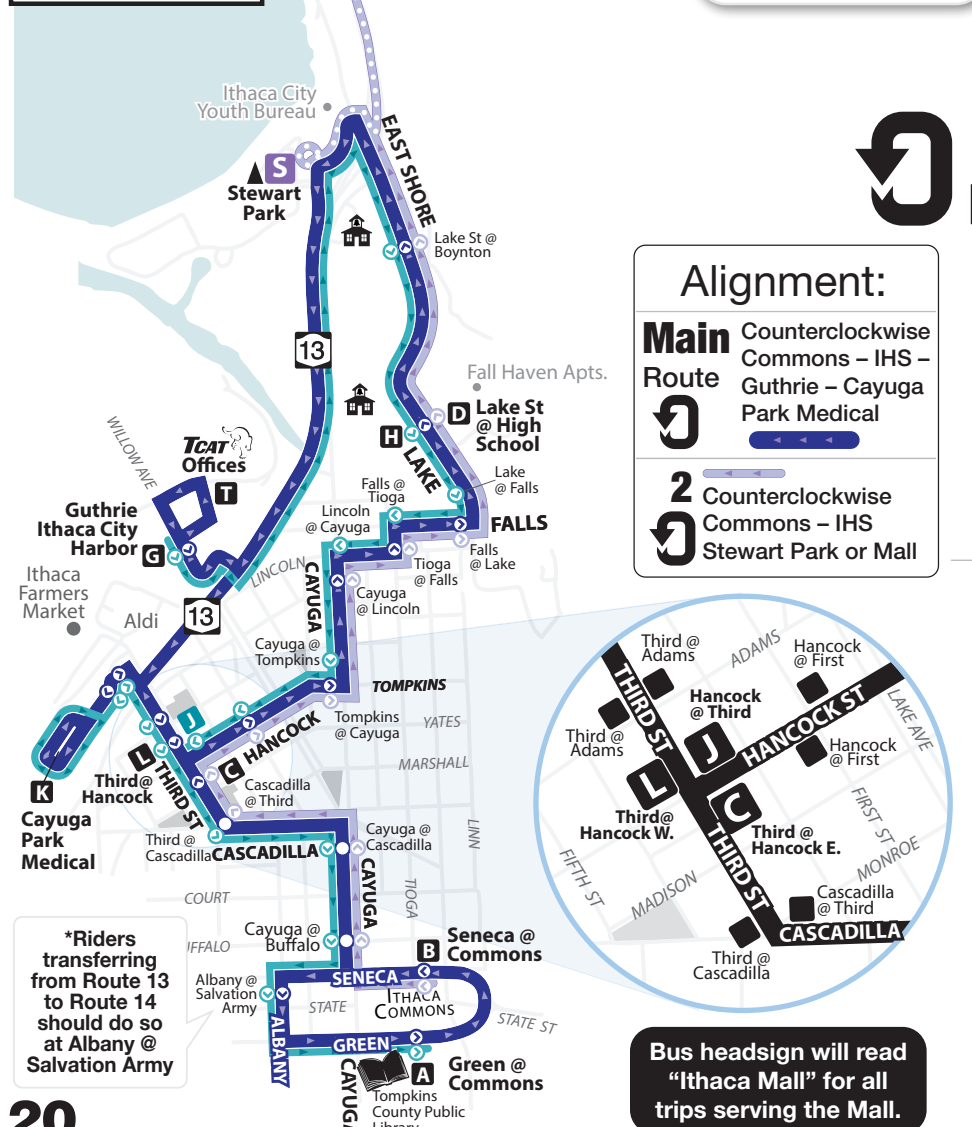 Ithaca City
Youth Bureau
S
Stewart
Park
EAST SHORE
Lake St @
Boynton
13
Fall Haven Apts.
D
Lake St
@ High
School
H
LAKE
WILLOW AVE
TCAT
Offices
T
Falls @
Tioga
Lake
@ Falls
Lincoln
@ Cayuga
FALLS
Guthrie
Ithaca City
Harbor
G
Falls
@ Lake
Tioga
@ Falls
LINCOLN
CAYUGA
Cayuga
@ Lincoln
Ithaca
Farmers
Market
Aldi
13
Cayuga @
Tompkins
TOMPKINS
J
HANCOCK
Tompkins
@ Cayuga
YATES
MARSHALL
L
Third@
Hancock
THIRD ST
C
Cascadilla
@ Third
K
Cayuga
Park
Medical
Third @
Cascadilla
CASCADILLA
Cayuga @
Cascadilla
LINN
CAYUGA
TIOGA
COURT
Cayuga @
Buffalo
IFFALO
B
Seneca @
Commons
Albany @
Salvation
Army
SENECA
ITHACA
COMMONS
STATE
STATE ST
ALBANY
GREEN
A
Green @
Commons
CAYUGA
Tompkins
County Public
Library
*Riders
transferring
from Route 13
to Route 14
should do so
at Albany @
Salvation Army
20
Alignment:
Main
Route
Counterclockwise
Commons – IHS –
Guthrie – Cayuga
Park Medical
2
Counterclockwise
Commons – IHS
Stewart Park or Mall
Third @
Adams
ADAMS
Hancock
@ First
THIRD ST
Hancock
@ Third
HANCOCK ST
LAKE AVE
Third @
Adams
J
Hancock
@ First
L
Third@
Hancock W.
C
Third @
Hancock E.
FIRST ST
MONROE
FIFTH ST
MADISON
THIRD ST
Cascadilla
@ Third
CASCADILLA
Third @
Cascadilla
Bus headsign will read
“Ithaca Mall” for all
trips serving the Mall.